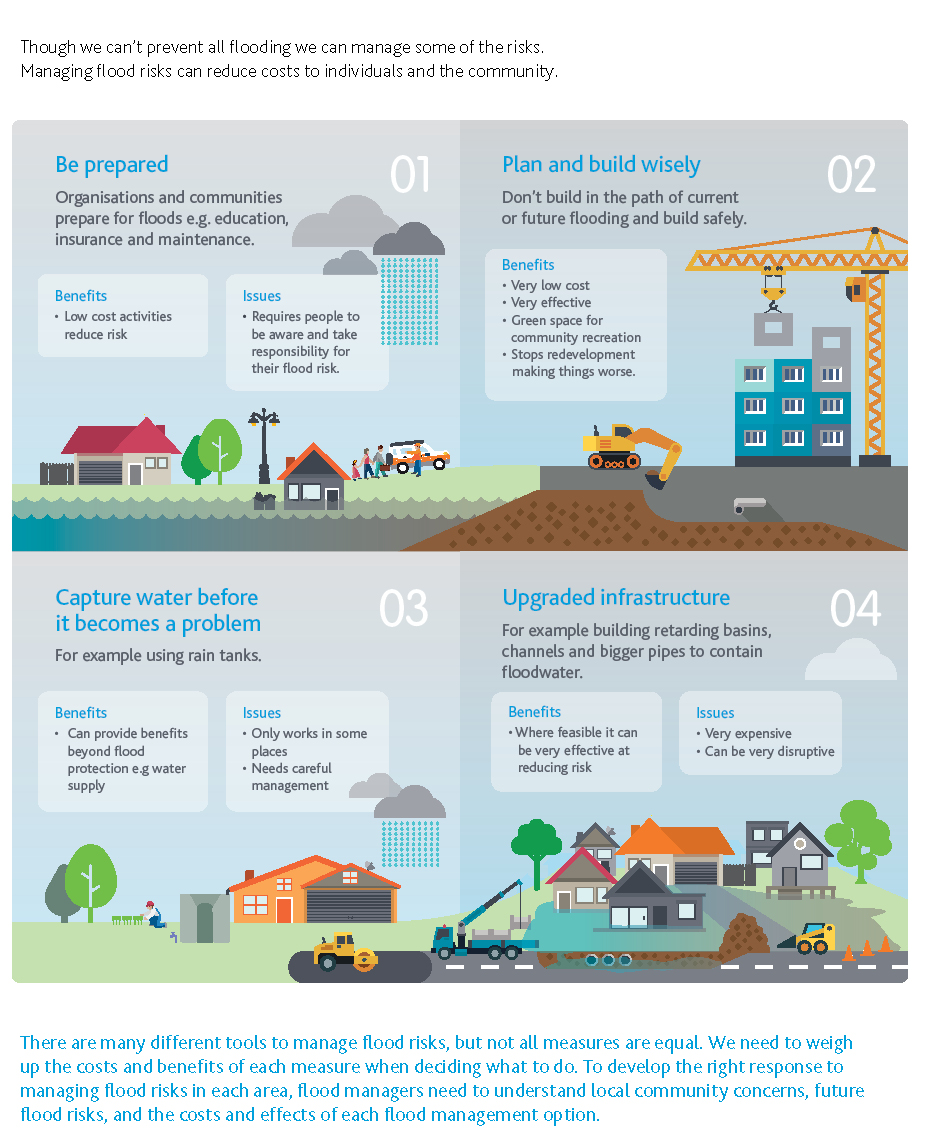 Though we can't prevent all flooding we can manage some of the risks.
Managing flood risks can reduce costs to individuals and the community.
Be prepared
01
Organisations and communities
prepare for floods e.g. education,
insurance and maintenance.
Benefits
• Low cost activities
reduce risk
Issues
• Requires people to
be aware and take
responsibility for
their flood risk.
Plan and build wisely
02
Don't build in the path of current
or future flooding and build safely.
Benefits
• Very low cost
• Very effective
• Green space for
community recreation
• Stops redevelopment
making things worse.
Capture water before
it becomes a problem
03
For example using rain tanks.
Benefits
• Can provide benefits
beyond flood
protection e.g water
supply
Issues
• Only works in some
places
• Needs careful
management
Upgraded infrastructure
04
For example building retarding basins,
channels and bigger pipes to contain
floodwater.
Benefits
• Where feasible it can
be very effective at
reducing risk
Issues
• Very expensive
• Can be very disruptive
There are many different tools to manage flood risks, but not all measures are equal. We need to weigh
up the costs and benefits of each measure when deciding what to do. To develop the right response to
managing flood risks in each area, flood managers need to understand local community concerns, future
flood risks, and the costs and effects of each flood management option.